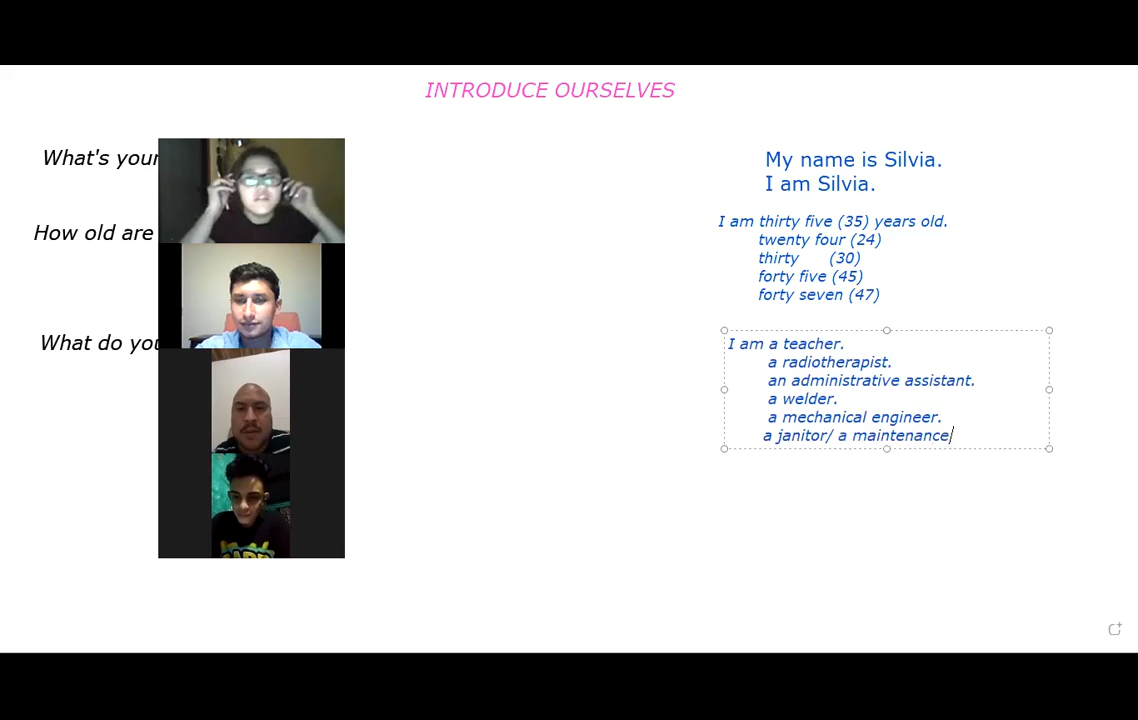 INTRODUCE OURSELVES
What's your
How old are
What do you
My name is Silvia.
I am Silvia.
I am thirty five (35) years old.
twenty four (24)
thirty (30)
forty five (45)
forty seven (47)
I am a teacher.
a radiotherapist.
an administrative assistant.
a welder.
a mechanical engineer.
a janitor/ a maintenance